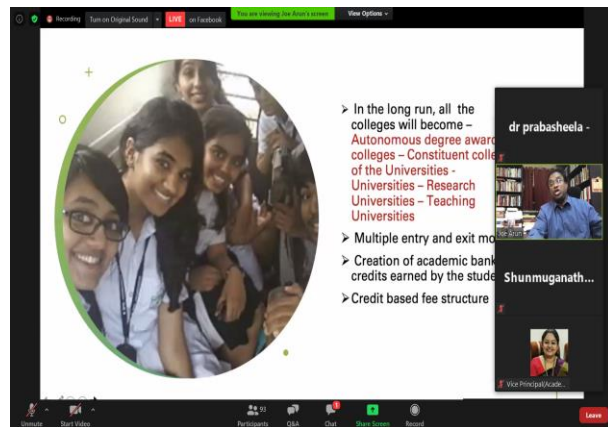 Recording
Turn on Original Sound
LIVE on Facebook
You are viewing Joe Arun's screen
View Options
➢ In the long run, all the
colleges will become –
Autonomous degree award
colleges – Constituent colle
of the Universities -
Universities – Research
Universities – Teaching
Universities
➢ Multiple entry and exit mo
➢ Creation of academic bank
credits earned by the stude
➢ Credit based fee structure
dr prabasheela -
Joe Arun
Shunmuganath...
Vice Principal(Acade...
Unmute
Start Video
93
Participants
Q&A
1
Chat
Share Screen
Record
Leave